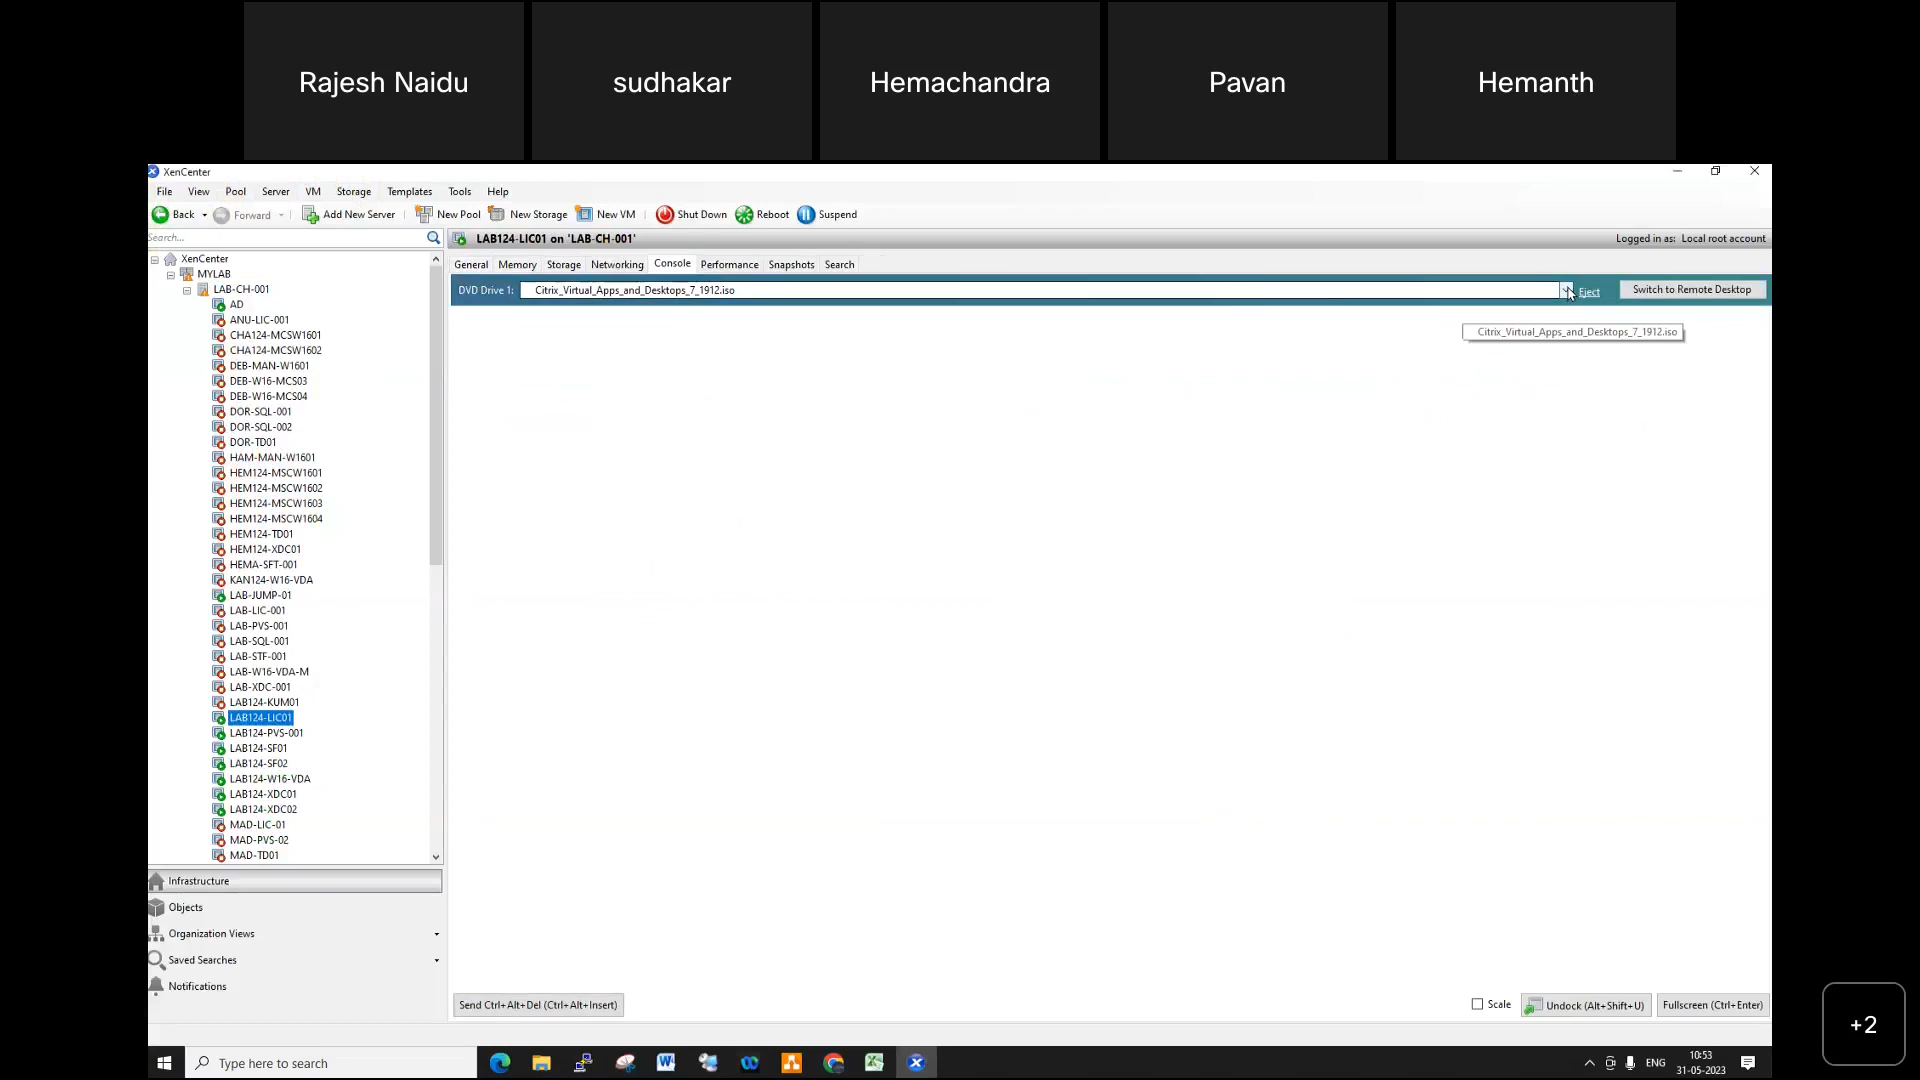 Rajesh Naidu
sudhakar
Hemachandra
Pavan
Hemanth
XenCenter
File View Pool Server VM Storage Templates Tools Help
Back Forward Add New Server New Pool New Storage New VM Shut Down Reboot Suspend
Search...
LAB124-LIC01 on 'LAB-CH-001'
Logged in as: Local root account
General Memory Storage Networking Console Performance Snapshots Search
DVD Drive 1: Citrix_Virtual_Apps_and_Desktops_7_1912.iso Eject Switch to Remote Desktop
Citrix_Virtual_Apps_and_Desktops_7_1912.iso
XenCenter
MYLAB
LAB-CH-001
AD
ANU-LIC-001
CHA124-MCSW1601
CHA124-MCSW1602
DEB-MAN-W1601
DEB-W16-MCS03
DEB-W16-MCS04
DOR-SQL-001
DOR-SQL-002
DOR-TD01
HAM-MAN-W1601
HEM124-MSCW1601
HEM124-MSCW1602
HEM124-MSCW1603
HEM124-MSCW1604
HEM124-TD01
HEM124-XDC01
HEMA-SFT-001
KAN124-W16-VDA
LAB-JUMP-01
LAB-LIC-001
LAB-PVS-001
LAB-SQL-001
LAB-STF-001
LAB-W16-VDA-M
LAB-XDC-001
LAB124-KUM01
LAB124-LIC01
LAB124-PVS-001
LAB124-SF01
LAB124-SF02
LAB124-W16-VDA
LAB124-XDC01
LAB124-XDC02
MAD-LIC-01
MAD-PVS-02
MAD-TD01
Infrastructure
Objects
Organization Views
Saved Searches
Notifications
Send Ctrl+Alt+Del (Ctrl+Alt+Insert)
Scale Undock (Alt+Shift+U) Fullscreen (Ctrl+Enter)
+2
Type here to search
ENG
10:53
31-05-2023